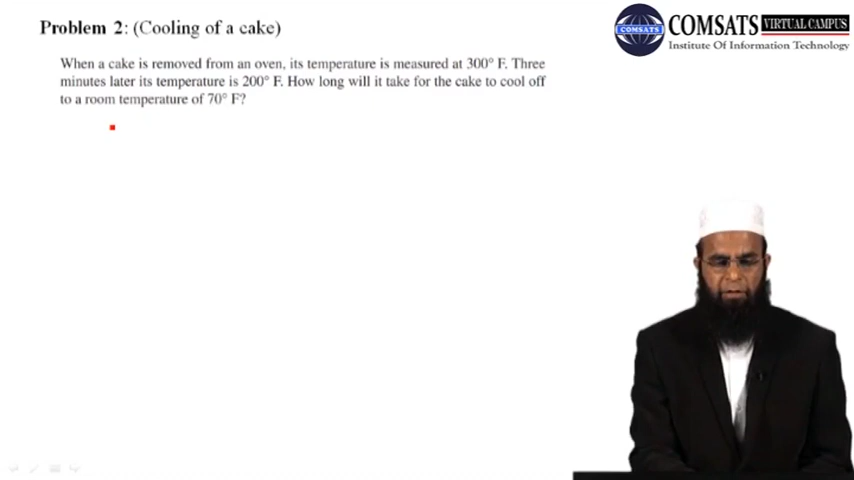 Problem 2: (Cooling of a cake)
COMSATS VIRTUAL CAMPUS
Institute Of Information Technology
When a cake is removed from an oven, its temperature is measured at 300° F. Three
minutes later its temperature is 200° F. How long will it take for the cake to cool off
to a room temperature of 70° F?